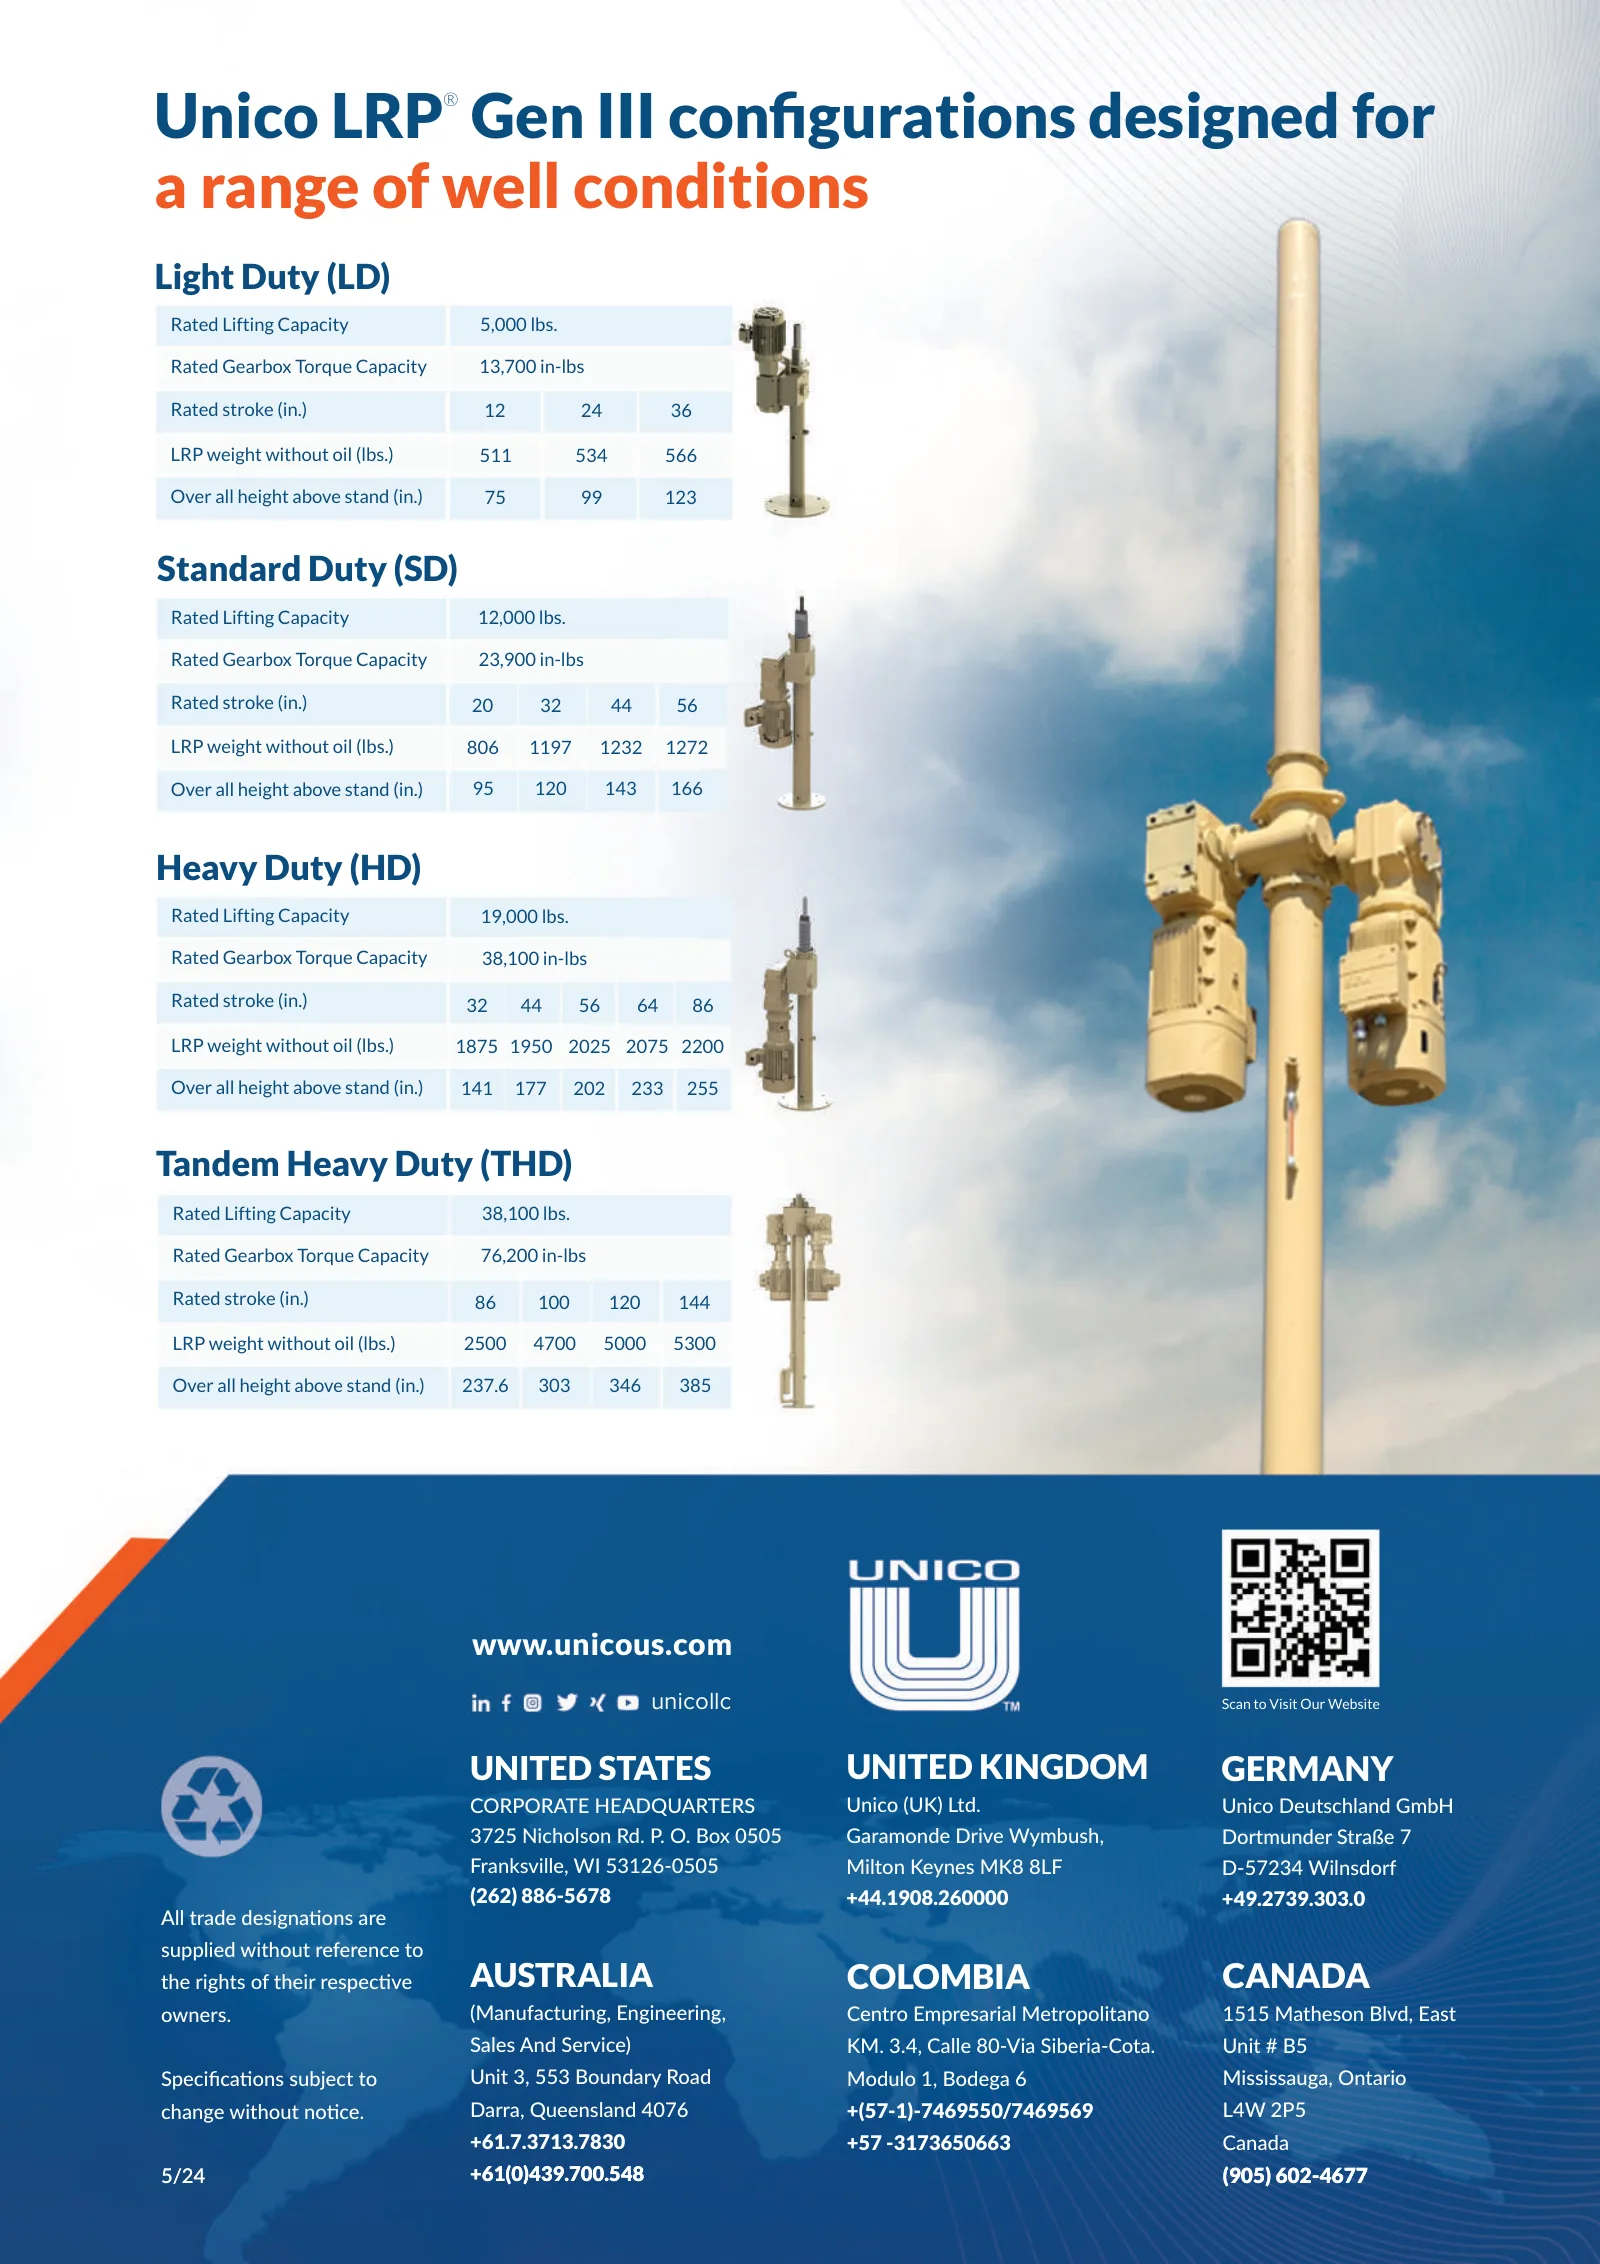 Unico LRP® Gen III configurations designed for
a range of well conditions
Light Duty (LD)
Rated Lifting Capacity 5,000 lbs.
Rated Gearbox Torque Capacity 13,700 in-lbs
Rated stroke (in.) 12 24 36
LRP weight without oil (lbs.) 511 534 566
Over all height above stand (in.) 75 99 123
Standard Duty (SD)
Rated Lifting Capacity 12,000 lbs.
Rated Gearbox Torque Capacity 23,900 in-lbs
Rated stroke (in.) 20 32 44 56
LRP weight without oil (lbs.) 806 1197 1232 1272
Over all height above stand (in.) 95 120 143 166
Heavy Duty (HD)
Rated Lifting Capacity 19,000 lbs.
Rated Gearbox Torque Capacity 38,100 in-lbs
Rated stroke (in.) 32 44 56 64 86
LRP weight without oil (lbs.) 1875 1950 2025 2075 2200
Over all height above stand (in.) 141 177 202 233 255
Tandem Heavy Duty (THD)
Rated Lifting Capacity 38,100 lbs.
Rated Gearbox Torque Capacity 76,200 in-lbs
Rated stroke (in.) 86 100 120 144
LRP weight without oil (lbs.) 2500 4700 5000 5300
Over all height above stand (in.) 237.6 303 346 385
www.unicous.com
unicollc
UNICO
TM
Scan to Visit Our Website
All trade designations are
supplied without reference to
the rights of their respective
owners.
Specifications subject to
change without notice.
5/24
UNITED STATES
CORPORATE HEADQUARTERS
3725 Nicholson Rd. P. O. Box 0505
Franksville, WI 53126-0505
(262) 886-5678
UNITED KINGDOM
Unico (UK) Ltd.
Garamonde Drive Wymbush,
Milton Keynes MK8 8LF
+44.1908.260000
GERMANY
Unico Deutschland GmbH
Dortmunder Straße 7
D-57234 Wilnsdorf
+49.2739.303.0
AUSTRALIA
(Manufacturing, Engineering,
Sales And Service)
Unit 3, 553 Boundary Road
Darra, Queensland 4076
+61.7.3713.7830
+61(0)439.700.548
COLOMBIA
Centro Empresarial Metropolitano
KM. 3.4, Calle 80-Via Siberia-Cota.
Modulo 1, Bodega 6
+(57-1)-7469550/7469569
+57 -3173650663
CANADA
1515 Matheson Blvd, East
Unit # B5
Mississauga, Ontario
L4W 2P5
Canada
(905) 602-4677